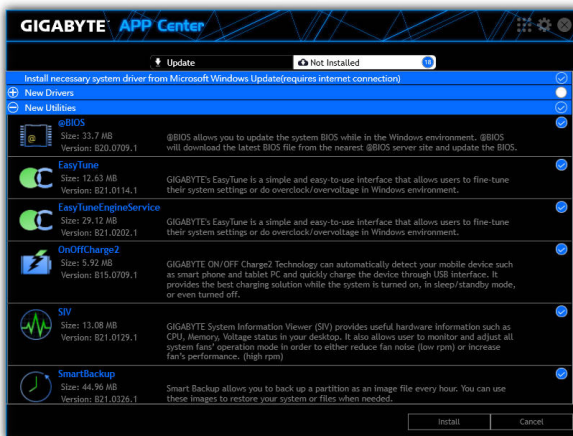 GIGABYTE™ APP Center
Update
Not Installed 18
Install necessary system driver from Microsoft Windows Update(requires internet connection)
New Drivers
New Utilities
@BIOS
Size: 33.7 MB
Version: B20.0709.1
@BIOS allows you to update the system BIOS while in the Windows environment. @BIOS
will download the latest BIOS file from the nearest @BIOS server site and update the BIOS.
EasyTune
Size: 12.63 MB
Version: B21.0114.1
GIGABYTE's EasyTune is a simple and easy-to-use interface that allows users to fine-tune
their system settings or do overclock/overvoltage in Windows environment.
EasyTuneEngineService
Size: 29.12 MB
Version: B21.0202.1
GIGABYTE's EasyTune is a simple and easy-to-use interface that allows users to fine-tune
their system settings or do overclock/overvoltage in Windows environment.
OnOffCharge2
Size: 5.92 MB
Version: B15.0709.1
GIGABYTE ON/OFF Charge2 Technology can automatically detect your mobile device such
as smart phone and tablet PC and quickly charge the device through USB interface. It
provides the best charging solution while the system is turned on, in sleep/standby mode,
or even turned off.
SIV
Size: 13.08 MB
Version: B21.0129.1
GIGABYTE System Information Viewer (SIV) provides useful hardware information such as
CPU, Memory, Voltage status in your desktop. It also allows user to monitor and adjust all
system fans' operation mode in order to either reduce fan noise (low rpm) or increase
fan's performance. (high rpm)
SmartBackup
Size: 44.96 MB
Version: B21.0326.1
Smart Backup allows you to back up a partition as an image file every hour. You can use
these images to restore your system or files when needed.
Install
Cancel